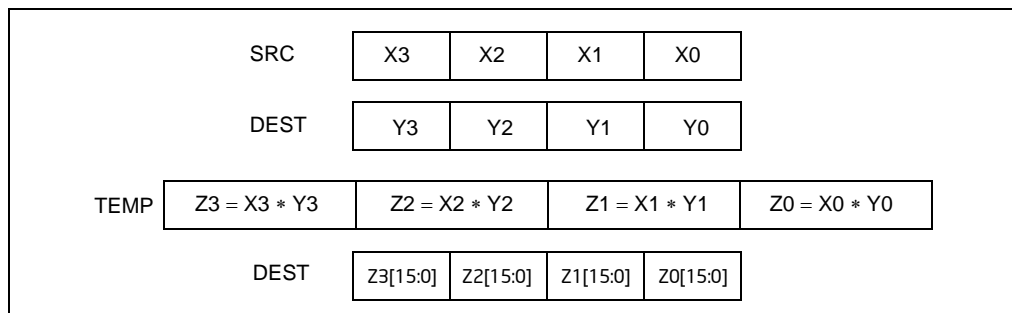 SRC X3 X2 X1 X0
DEST Y3 Y2 Y1 Y0
TEMP Z3 = X3 ∗ Y3 Z2 = X2 ∗ Y2 Z1 = X1 ∗ Y1 Z0 = X0 ∗ Y0
DEST Z3[15:0] Z2[15:0] Z1[15:0] Z0[15:0]